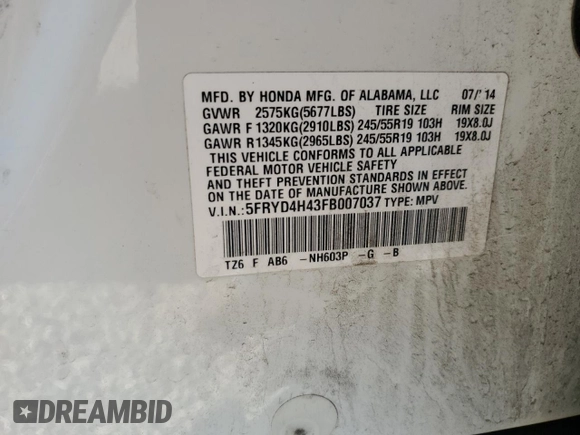 MFD. BY HONDA MFG. OF ALABAMA, LLC 07/'14
GVWR 2575KG(5677LBS) TIRE SIZE RIM SIZE
GAWR F 1320KG(2910LBS) 245/55R19 103H 19X8.0J
GAWR R1345KG(2965LBS) 245/55R19 103H 19X8.0J
THIS VEHICLE CONFORMS TO ALL APPLICABLE
FEDERAL MOTOR VEHICLE SAFETY
AND THEFT PREVENTION STANDARDS IN EFFECT
ON THE DATE OF MANUFACTURE SHOWN ABOVE.
V.I.N.:5FRYD4H43FB007037 TYPE: MPV
TZ6 F AB6 -NH603P -G -B
DREAMBID